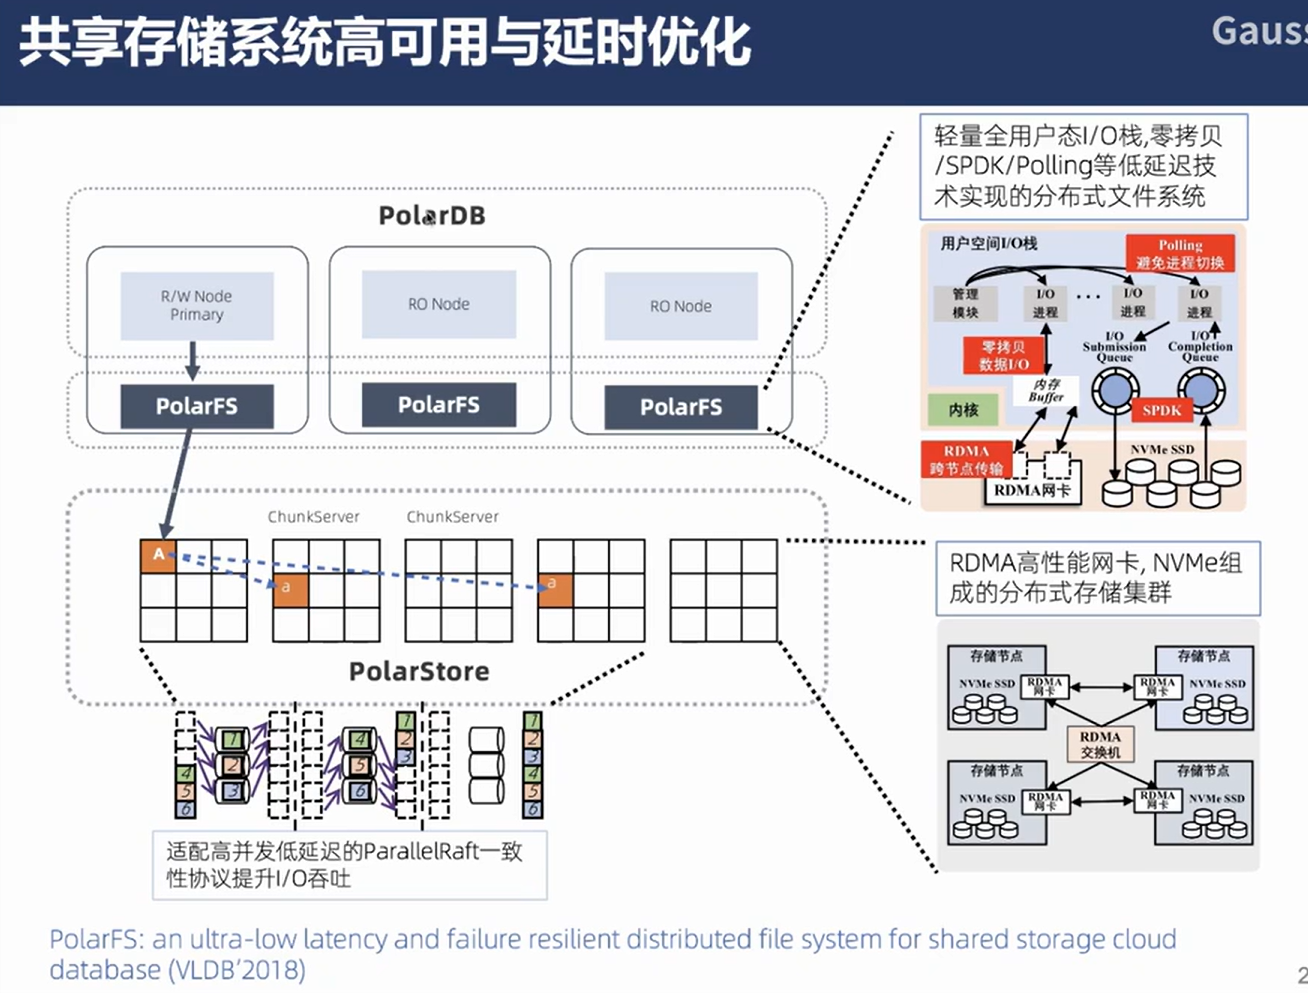 共享存储系统高可用与延时优化
Gauss
轻量全用户态I/O栈,零拷贝
/SPDK/Polling等低延迟技
术实现的分布式文件系统
PolarDB
R/W Node
Primary
RO Node
RO Node
PolarFS
PolarFS
PolarFS
用户空间I/O栈
Polling
避免进程切换
管理
模块
I/O
进程
...
I/O
进程
I/O
进程
零拷贝
数据I/O
I/O
Submission
Queue
I/O
Completion
Queue
内存
Buffer
内核
SPDK
RDMA
跨节点传输
NVMe SSD
RDMA网卡
ChunkServer
ChunkServer
A
a
a
PolarStore
RDMA高性能网卡, NVMe组
成的分布式存储集群
存储节点
NVMe SSD
RDMA
网卡
存储节点
RDMA
网卡
NVMe SSD
RDMA
交换机
存储节点
NVMe SSD
RDMA
网卡
存储节点
RDMA
网卡
NVMe SSD
4
5
6
1
2
3
4
5
6
1
2
3
1
2
3
4
5
6
适配高并发低延迟的ParallelRaft一致
性协议提升I/O吞吐
PolarFS: an ultra-low latency and failure resilient distributed file system for shared storage cloud
database (VLDB'2018)
2